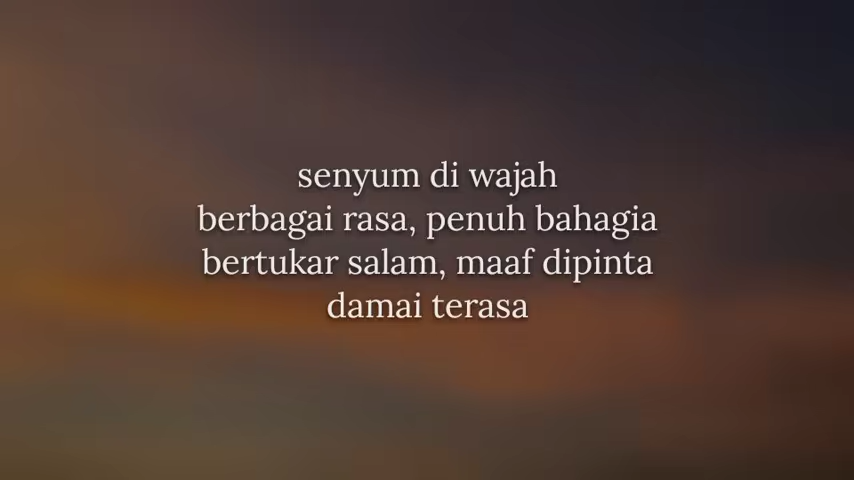 senyum di wajah
berbagai rasa, penuh bahagia
bertukar salam, maaf dipinta
damai terasa